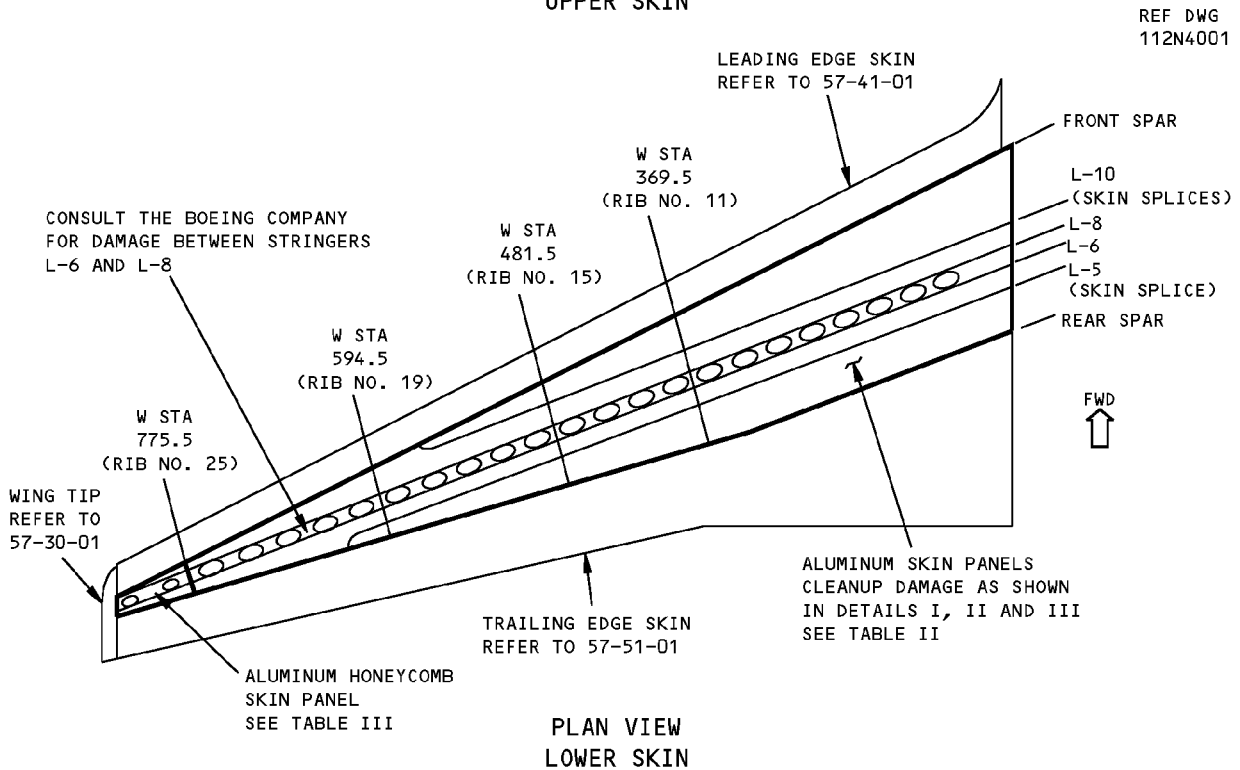 UPPER SKIN
REF DWG
112N4001
LEADING EDGE SKIN
REFER TO 57-41-01
FRONT SPAR
W STA
369.5
(RIB NO. 11)
L-10
(SKIN SPLICES)
L-8
L-6
L-5
(SKIN SPLICE)
REAR SPAR
CONSULT THE BOEING COMPANY
FOR DAMAGE BETWEEN STRINGERS
L-6 AND L-8
W STA
481.5
(RIB NO. 15)
W STA
594.5
(RIB NO. 19)
FWD
W STA
775.5
(RIB NO. 25)
WING TIP
REFER TO
57-30-01
ALUMINUM SKIN PANELS
CLEANUP DAMAGE AS SHOWN
IN DETAILS I, II AND III
SEE TABLE II
TRAILING EDGE SKIN
REFER TO 57-51-01
ALUMINUM HONEYCOMB
SKIN PANEL
SEE TABLE III
PLAN VIEW
LOWER SKIN